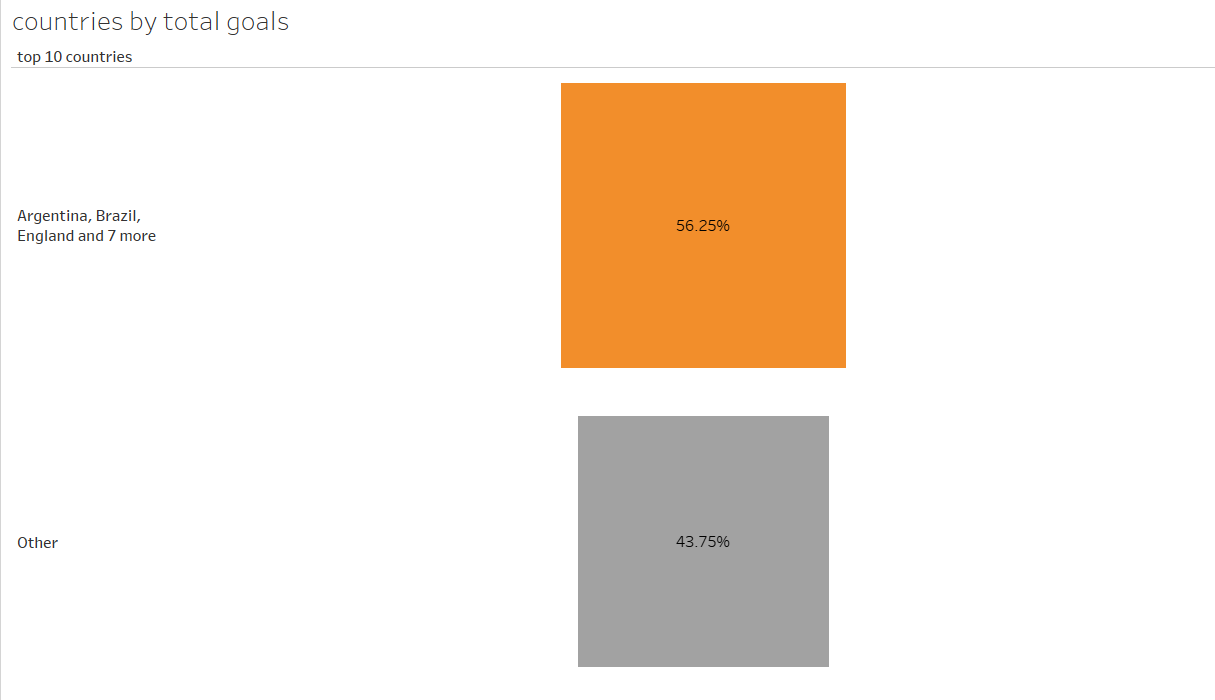 countries by total goals
top 10 countries
Argentina, Brazil,
England and 7 more
56.25%
Other
43.75%